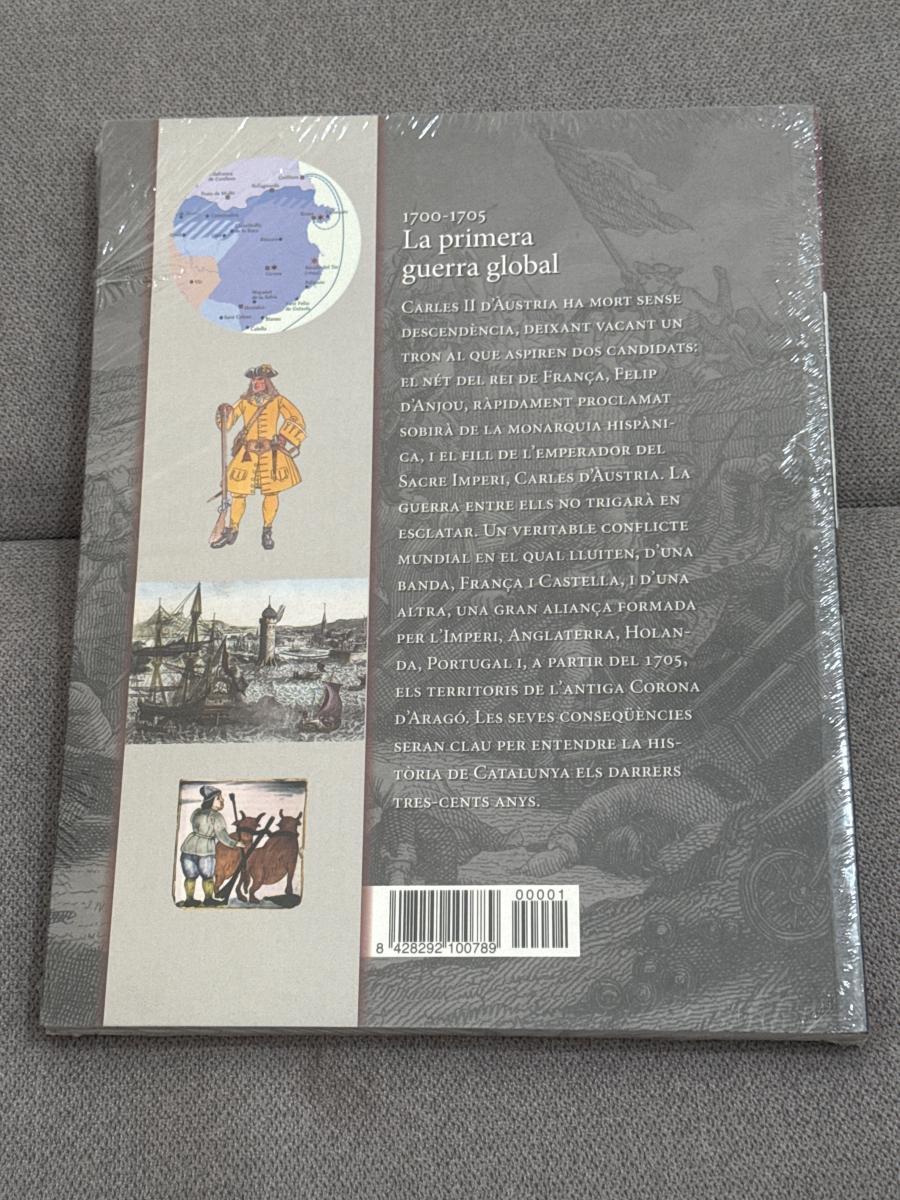 1700-1705
La primera
guerra global
Carles II d'Àustria ha mort sense
descendència, deixant vacant un
tron al que aspiren dos candidats:
el nét del rei de França, Felip
d'Anjou, ràpidament proclamat
sobirà de la monarquia hispàni-
ca, i el fill de l'emperador del
Sacre Imperi, Carles d'Àustria. La
guerra entre ells no trigarà en
esclatar. Un veritable conflicte
mundial en el qual lluiten, d'una
banda, França i Castella, i d'una
altra, una gran aliança formada
per l'Imperi, Anglaterra, Holan-
da, Portugal i, a partir del 1705,
els territoris de l'antiga Corona
d'Aragó. Les seves conseqüències
seran clau per entendre la his-
tòria de Catalunya els darrers
tres-cents anys.
00001
8 428292 100789